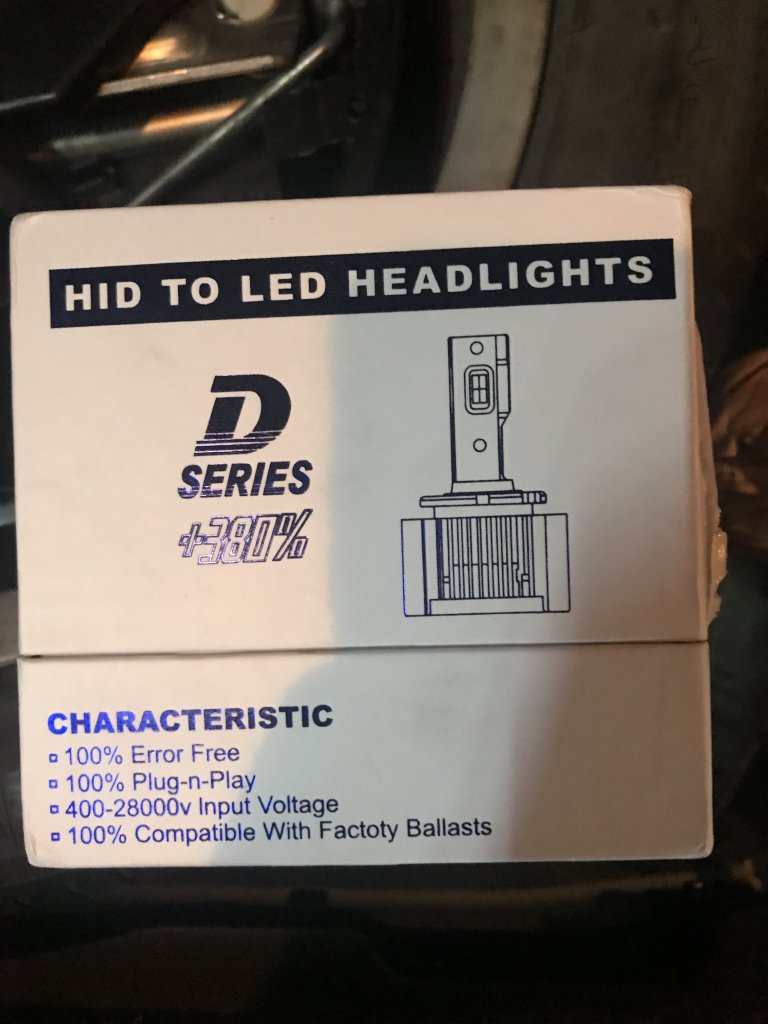 HID TO LED HEADLIGHTS
D
SERIES
+380%
CHARACTERISTIC
100% Error Free
100% Plug-n-Play
400-28000v Input Voltage
100% Compatible With Factoty Ballasts